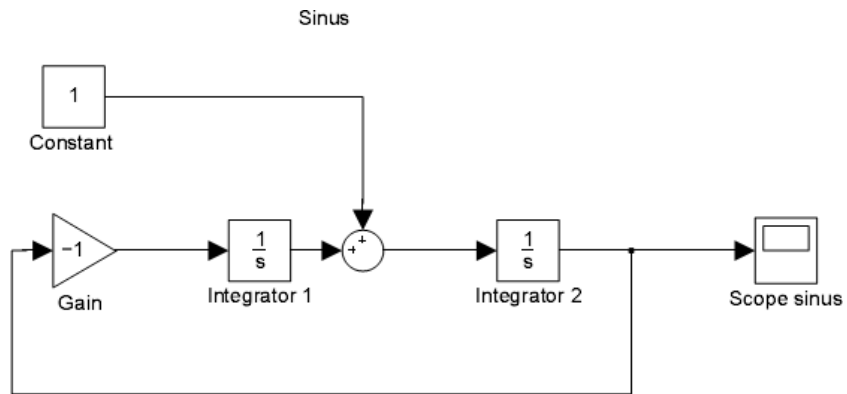 Sinus
1
Constant
+
+
−1
Gain
1
s
Integrator 1
1
s
Integrator 2
Scope sinus